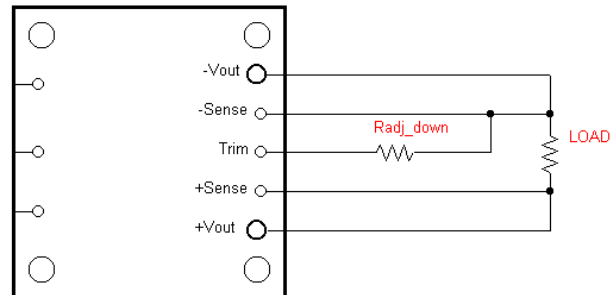 -Vout
-Sense
Radj_down
LOAD
Trim
+Sense
+Vout